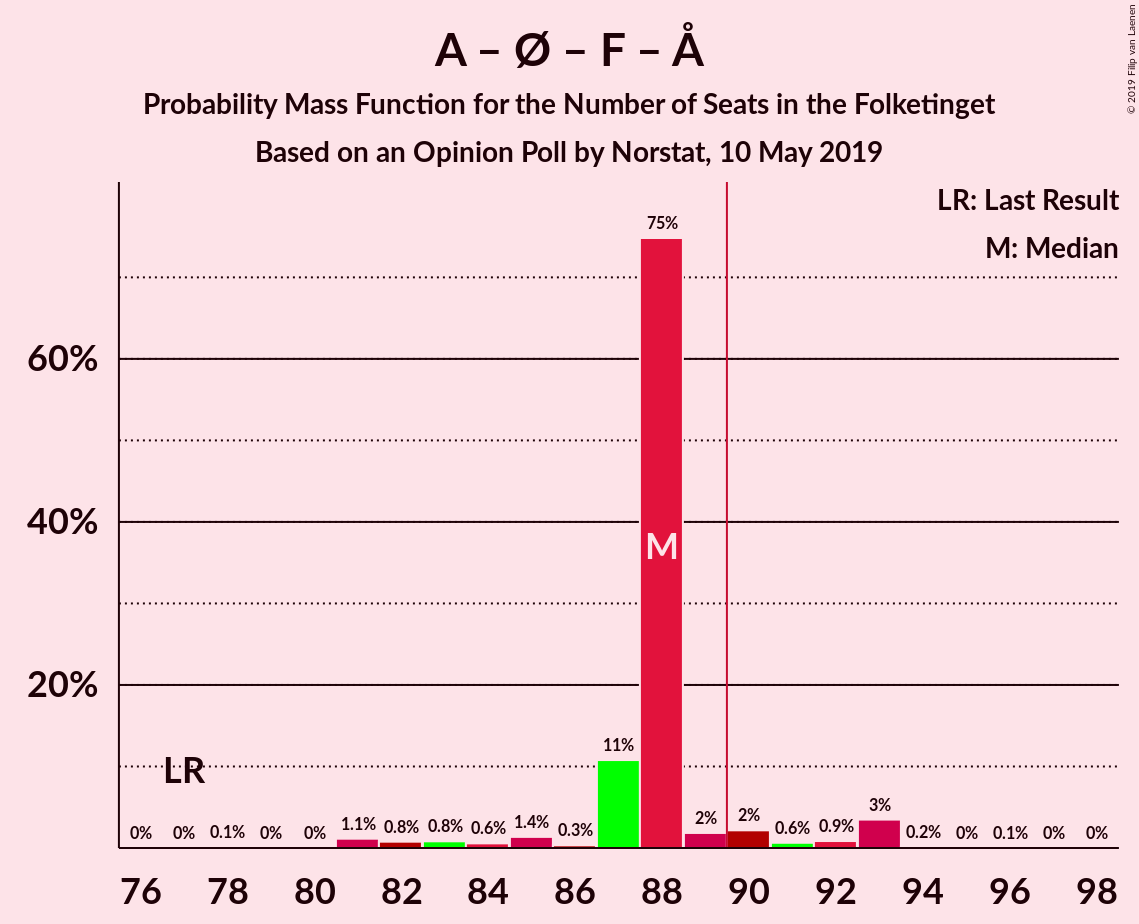 A – Ø – F – Å
Probability Mass Function for the Number of Seats in the Folketinget
Based on an Opinion Poll by Norstat, 10 May 2019
© 2019 Filip van Laenen
LR: Last Result
M: Median
60%
40%
20%
LR
M
0% 0% 0.1% 0% 0% 1.1% 0.8% 0.8% 0.6% 1.4% 0.3% 11% 75% 2% 2% 0.6% 0.9% 3% 0.2% 0% 0.1% 0% 0%
76 78 80 82 84 86 88 90 92 94 96 98